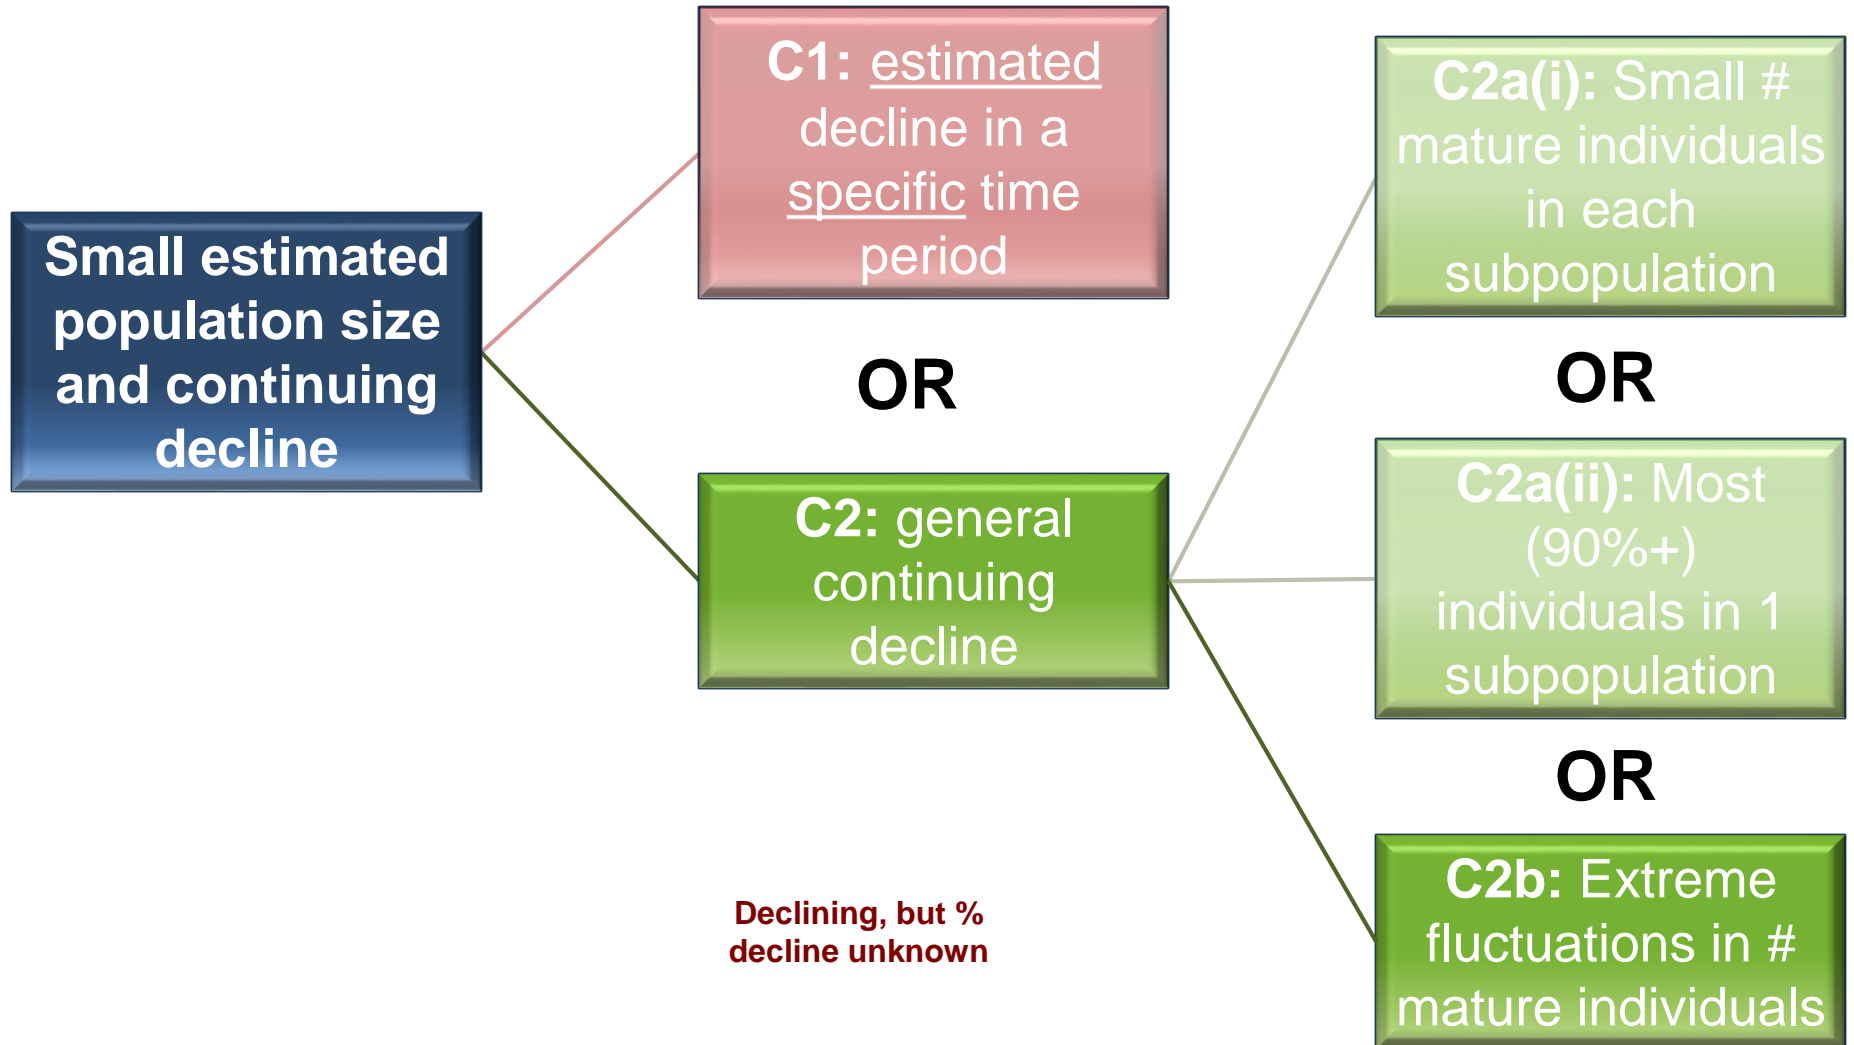 Small estimated
population size
and continuing
decline
C1: estimated
decline in a
specific time
period
OR
C2: general
continuing
decline
Declining, but %
decline unknown
C2a(i): Small #
mature individuals
in each
subpopulation
OR
C2a(ii): Most
(90%+)
individuals in 1
subpopulation
OR
C2b: Extreme
fluctuations in #
mature individuals